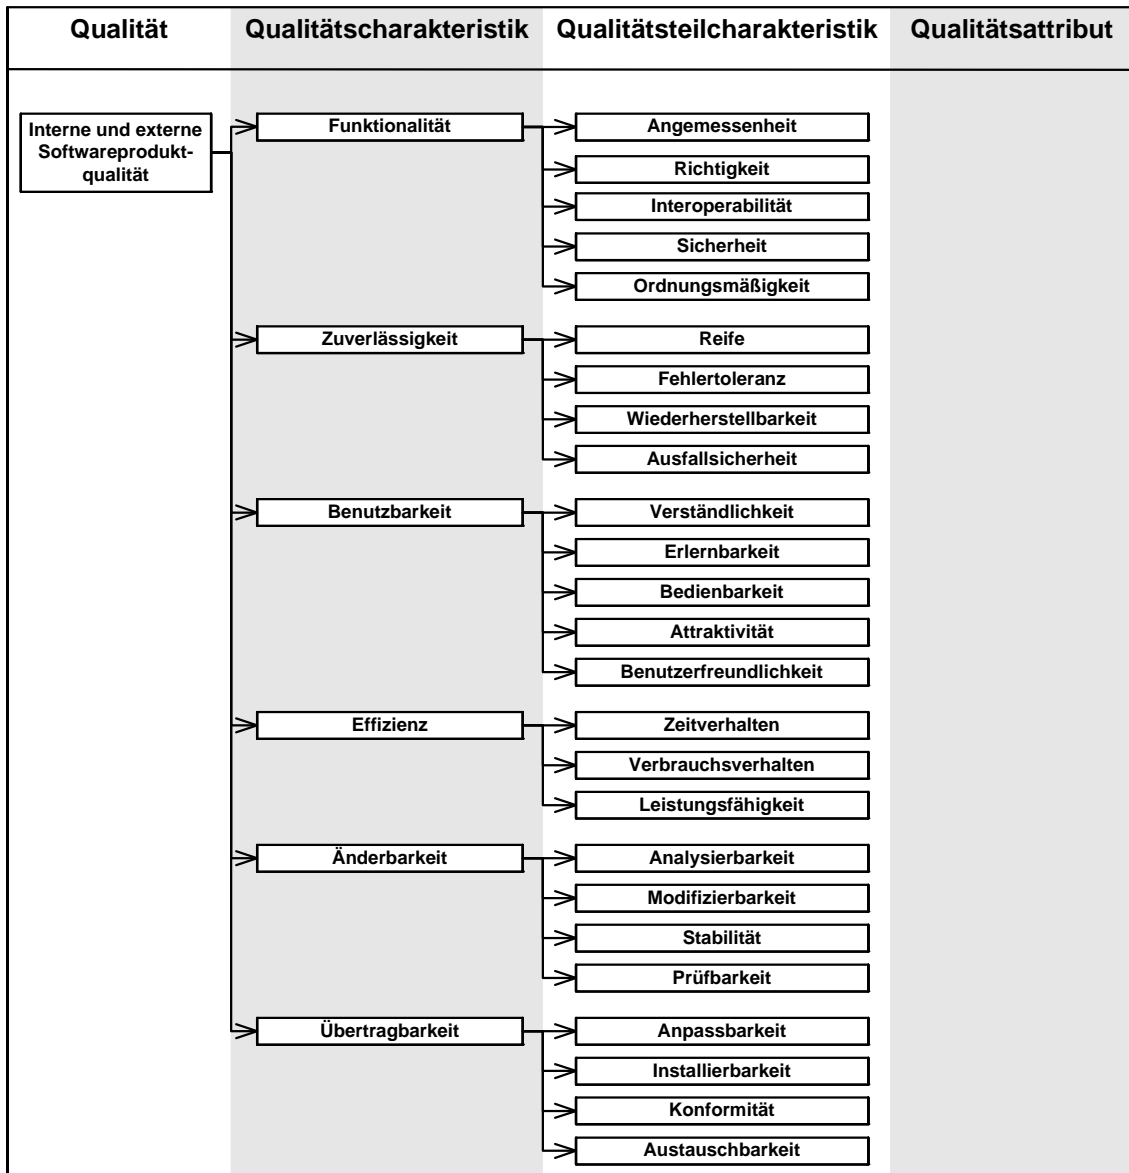 Qualität
Qualitätscharakteristik
Qualitätsteilcharakteristik
Qualitätsattribut
Interne und externe
Softwareprodukt-
qualität
Funktionalität
Angemessenheit
Richtigkeit
Interoperabilität
Sicherheit
Ordnungsmäßigkeit
Zuverlässigkeit
Reife
Fehlertoleranz
Wiederherstellbarkeit
Ausfallsicherheit
Benutzbarkeit
Verständlichkeit
Erlernbarkeit
Bedienbarkeit
Attraktivität
Benutzerfreundlichkeit
Effizienz
Zeitverhalten
Verbrauchsverhalten
Leistungsfähigkeit
Änderbarkeit
Analysierbarkeit
Modifizierbarkeit
Stabilität
Prüfbarkeit
Übertragbarkeit
Anpassbarkeit
Installierbarkeit
Konformität
Austauschbarkeit